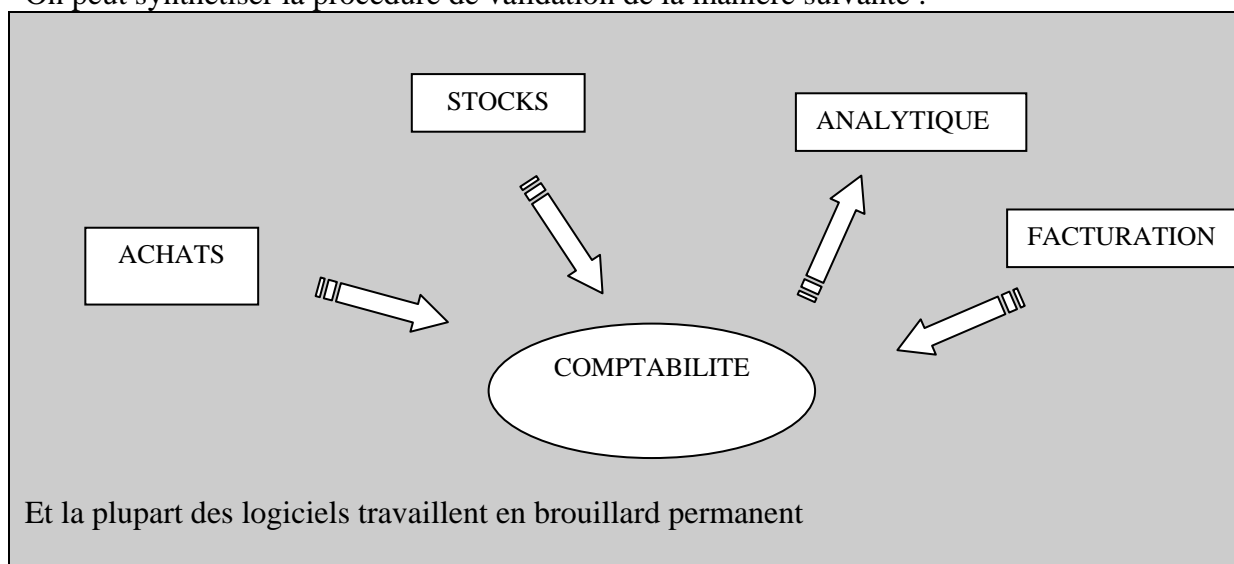 On peut synthétiser la procédure de validation de la manière suivante :
STOCKS
ANALYTIQUE
ACHATS
FACTURATION
COMPTABILITE
Et la plupart des logiciels travaillent en brouillard permanent